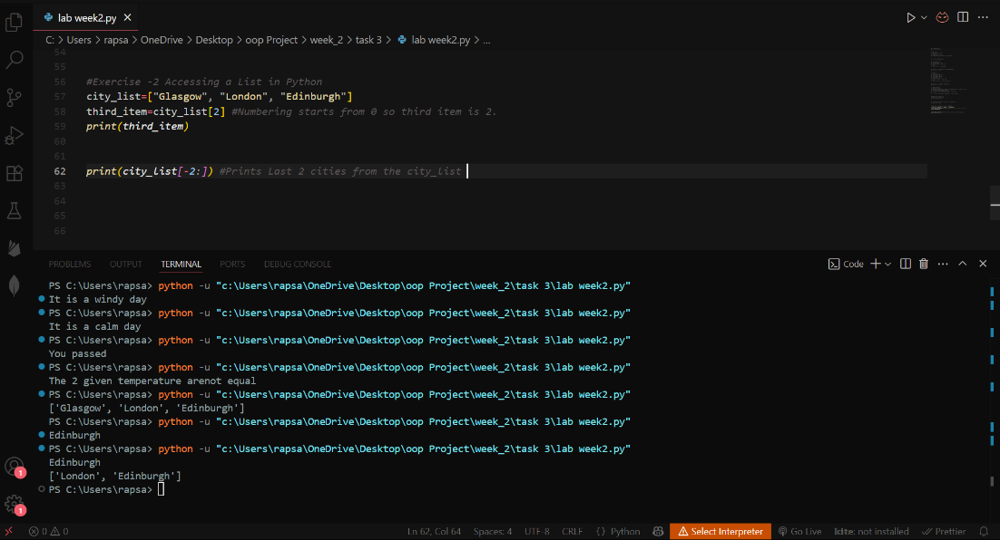 lab week2.py
C: > Users > rapsa > OneDrive > Desktop > oop Project > week_2 > task 3 > lab week2.py > ...
54
55
56 #Exercise -2 Accessing a List in Python
57 city_list=["Glasgow", "London", "Edinburgh"]
58 third_item=city_list[2] #Numbering starts from 0 so third item is 2.
59 print(third_item)
60
61
62 print(city_list[-2:]) #Prints Last 2 cities from the city_list
63
64
65
66
PROBLEMS OUTPUT TERMINAL PORTS DEBUG CONSOLE Code
PS C:\Users\rapsa> python -u "c:\Users\rapsa\OneDrive\Desktop\oop Project\week_2\task 3\lab week2.py"
It is a windy day
PS C:\Users\rapsa> python -u "c:\Users\rapsa\OneDrive\Desktop\oop Project\week_2\task 3\lab week2.py"
It is a calm day
PS C:\Users\rapsa> python -u "c:\Users\rapsa\OneDrive\Desktop\oop Project\week_2\task 3\lab week2.py"
You passed
PS C:\Users\rapsa> python -u "c:\Users\rapsa\OneDrive\Desktop\oop Project\week_2\task 3\lab week2.py"
The 2 given temperature arenot equal
PS C:\Users\rapsa> python -u "c:\Users\rapsa\OneDrive\Desktop\oop Project\week_2\task 3\lab week2.py"
['Glasgow', 'London', 'Edinburgh']
PS C:\Users\rapsa> python -u "c:\Users\rapsa\OneDrive\Desktop\oop Project\week_2\task 3\lab week2.py"
Edinburgh
PS C:\Users\rapsa> python -u "c:\Users\rapsa\OneDrive\Desktop\oop Project\week_2\task 3\lab week2.py"
Edinburgh
['London', 'Edinburgh']
PS C:\Users\rapsa>
1
1
0 0 Ln 62, Col 64 Spaces: 4 UTF-8 CRLF {} Python Select Interpreter Go Live kite: not installed Prettier